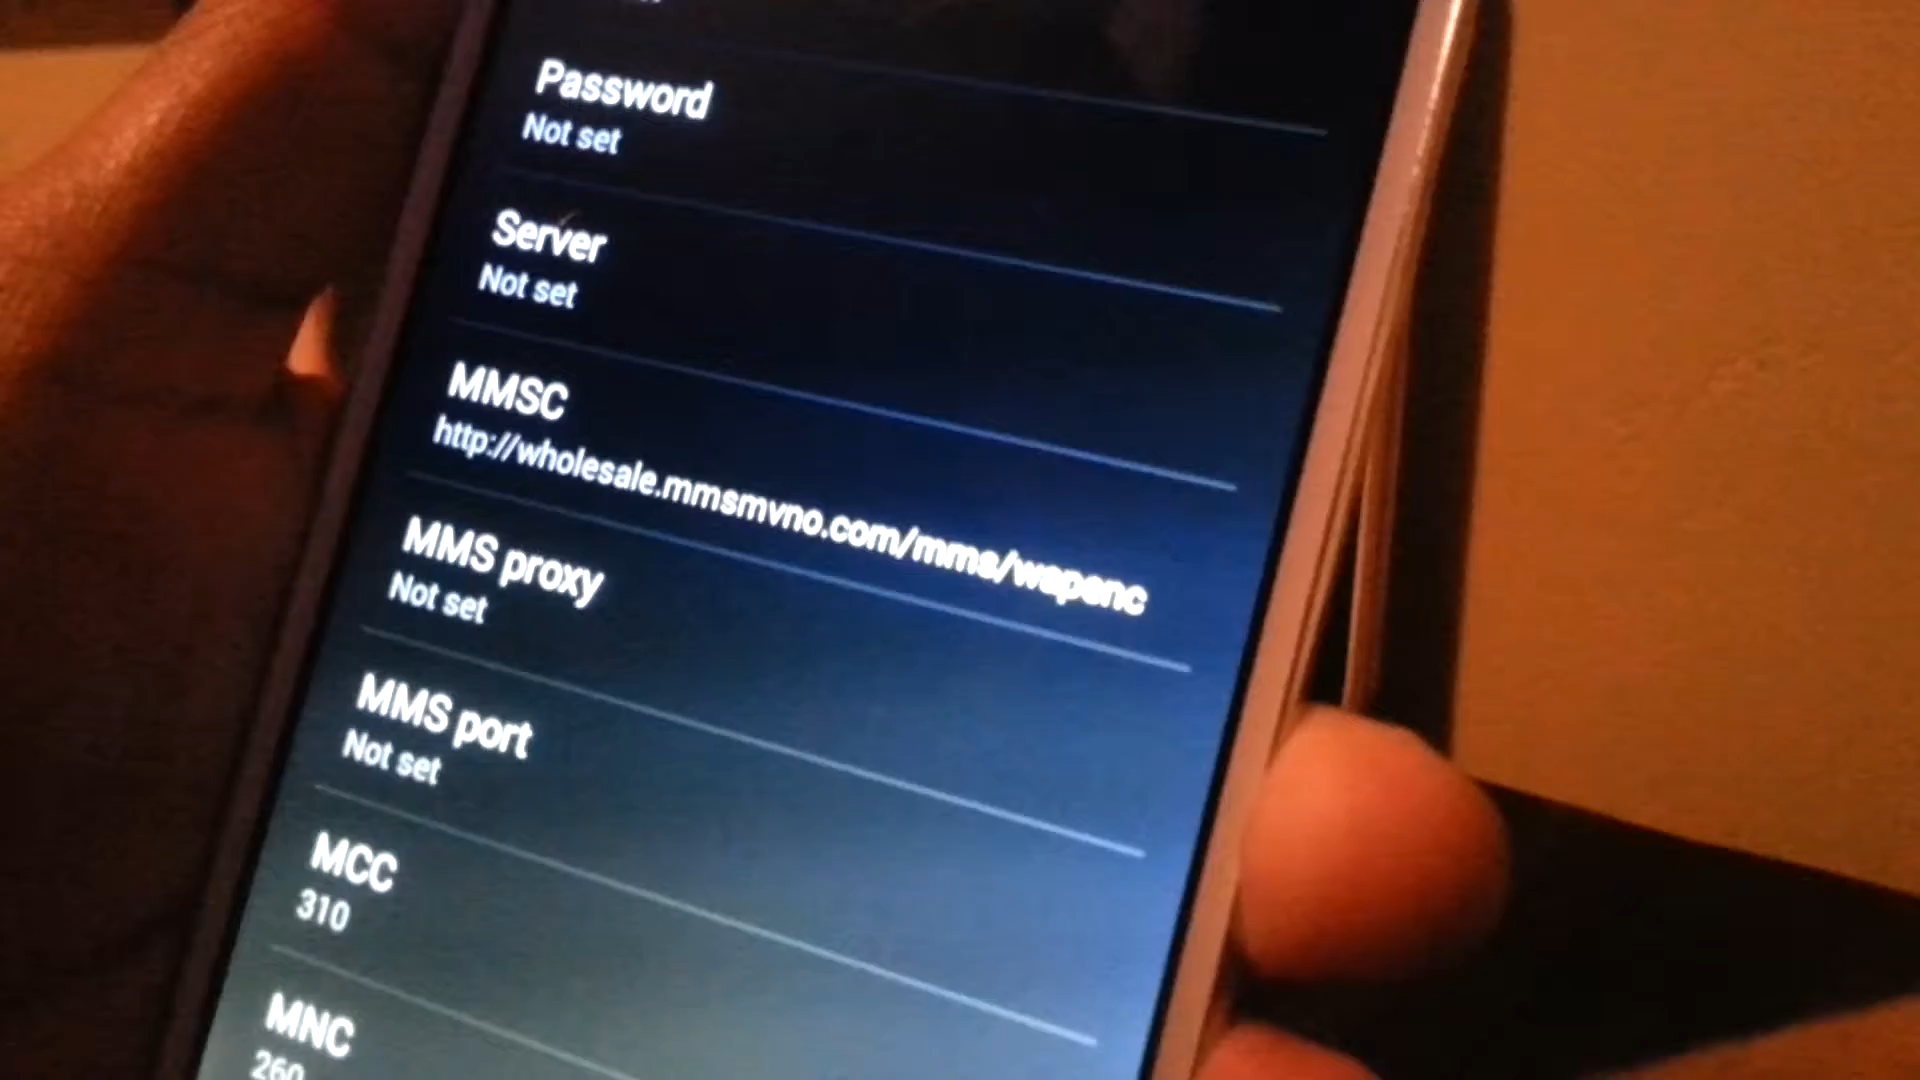 Password
Not set
Server
Not set
MMSC
http://wholesale.mmsmvno.com/mms/wapenc
MMS proxy
Not set
MMS port
Not set
MCC
310
MNC
260